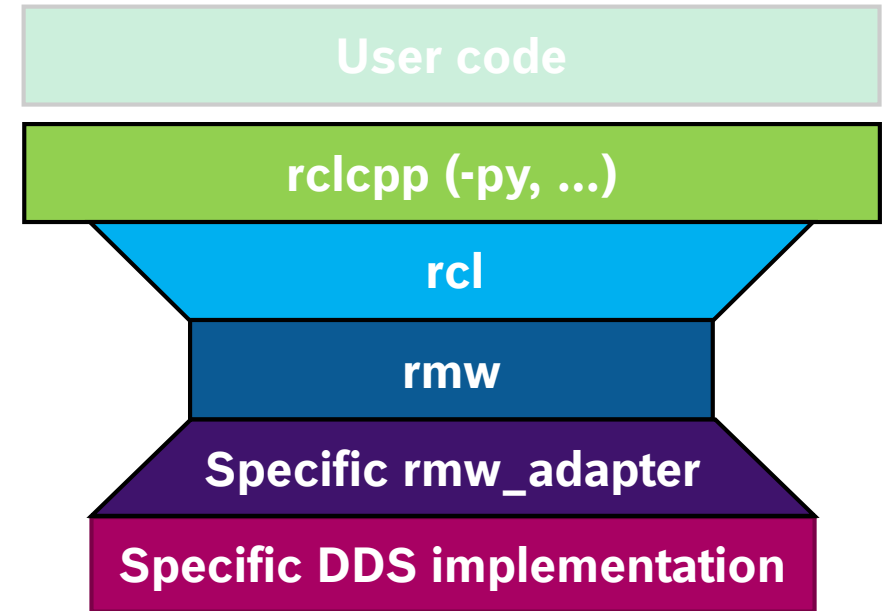 User code
rclcpp (-py, ...)
rcl
rmw
Specific rmw_adapter
Specific DDS implementation